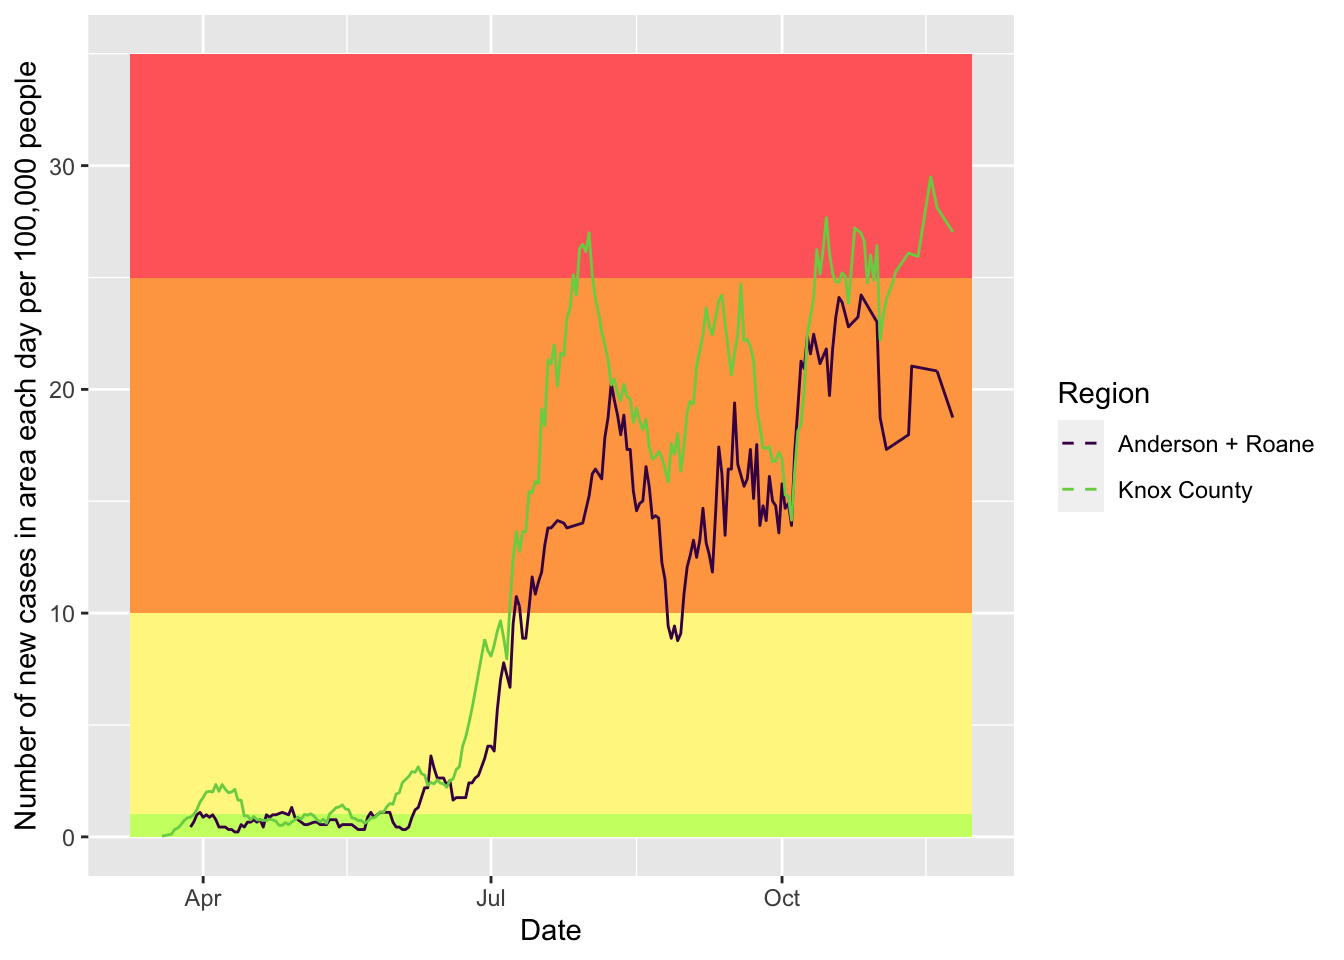 Number of new cases in area each day per 100,000 people
30
20
10
0
Apr
Jul
Oct
Date
Region
Anderson + Roane
Knox County